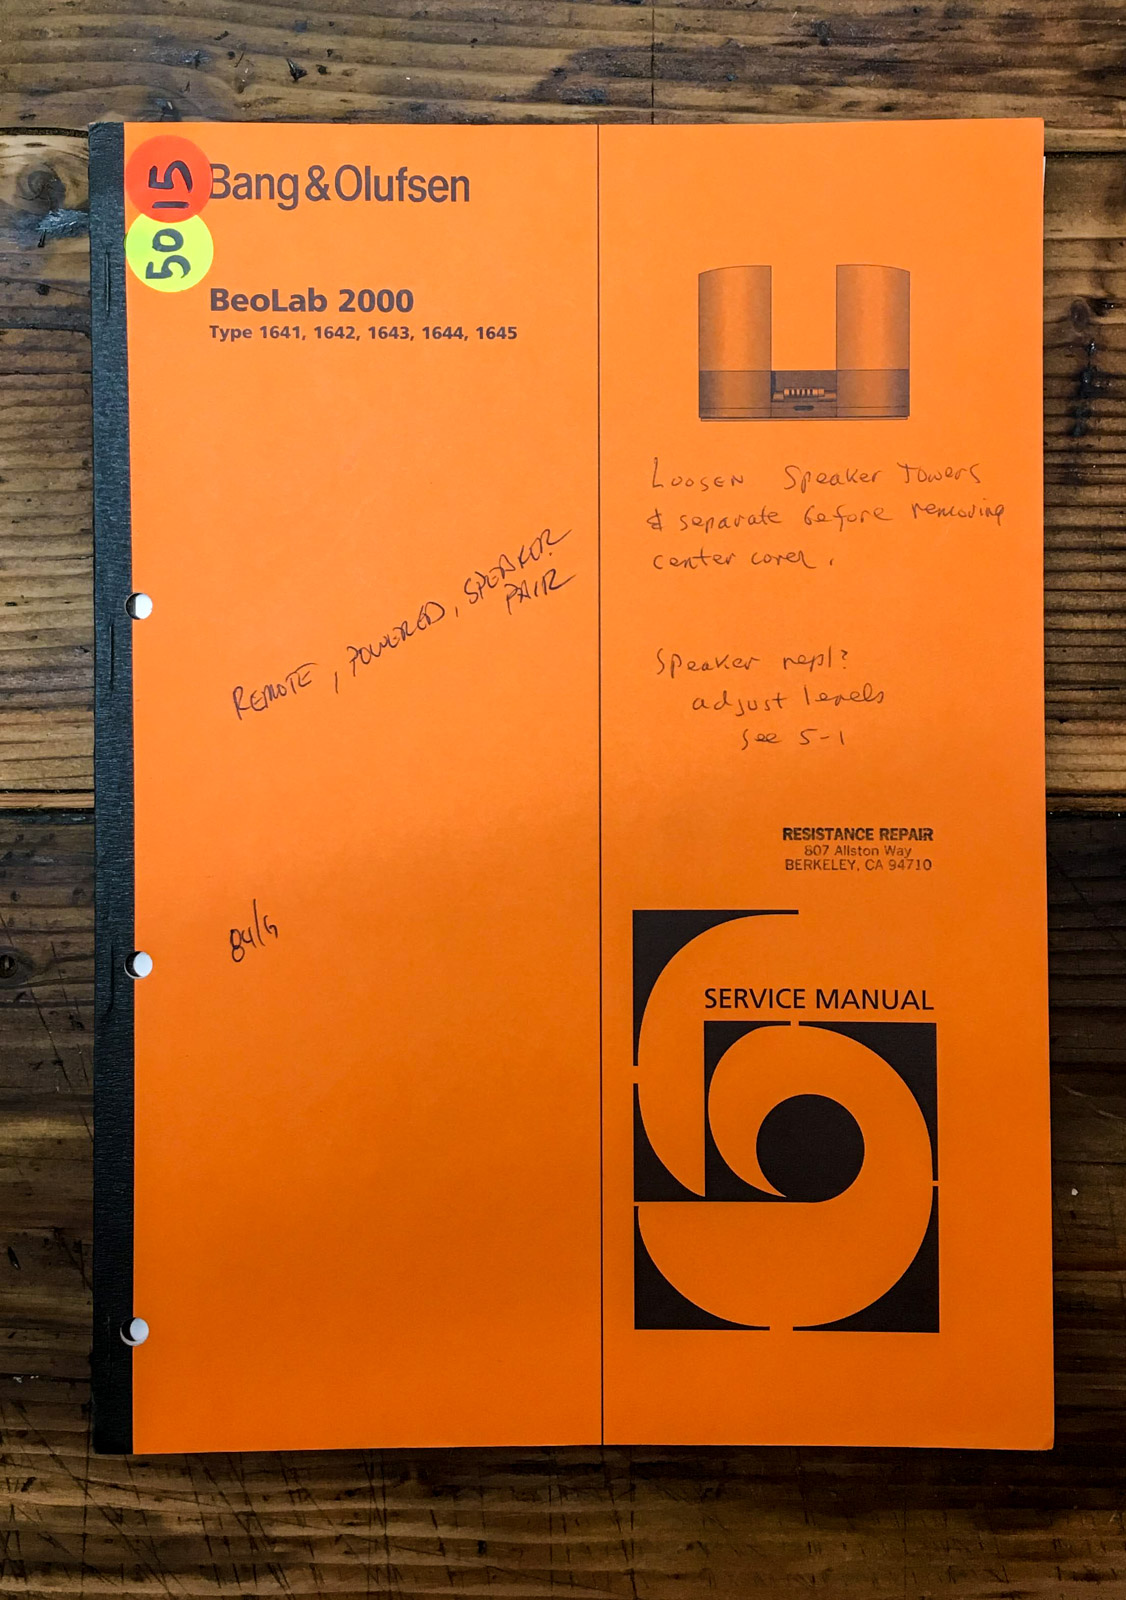 15
50
Bang & Olufsen
BeoLab 2000
Type 1641, 1642, 1643, 1644, 1645
LOOSEN Speaker Towers
& separate before removing
center cover.
REMOTE, POWERED, SPEAKER
PAIR
Speaker repl?
adjust levels
See 5-1
RESISTANCE REPAIR
807 Allston Way
BERKELEY, CA 94710
SERVICE MANUAL